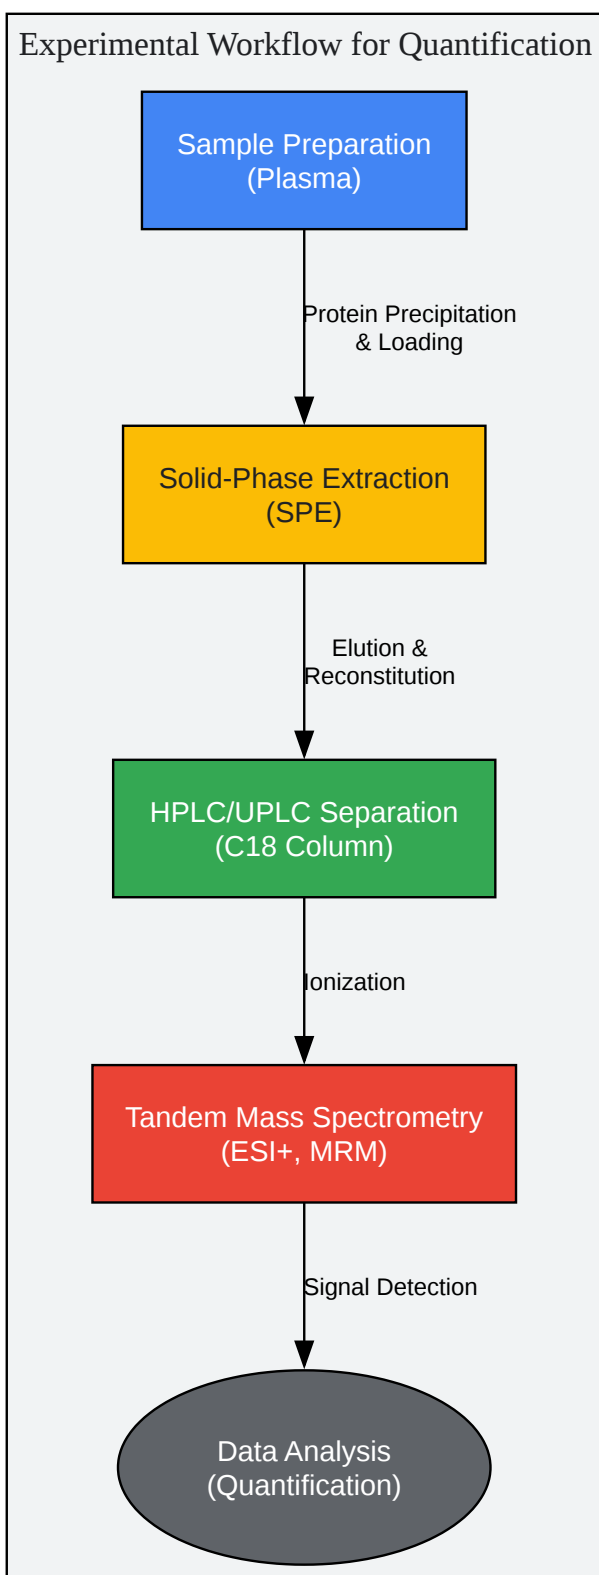 Experimental Workflow for Quantification
Sample Preparation
(Plasma)
Protein Precipitation
& Loading
Solid-Phase Extraction
(SPE)
Elution &
Reconstitution
HPLC/UPLC Separation
(C18 Column)
Ionization
Tandem Mass Spectrometry
(ESI+, MRM)
Signal Detection
Data Analysis
(Quantification)